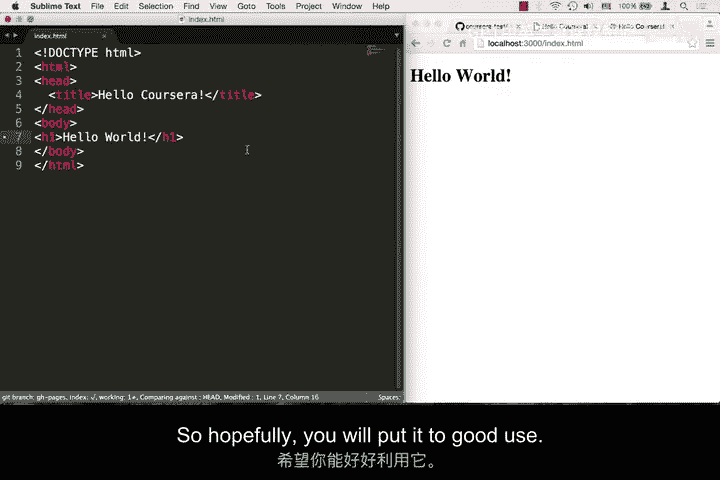 Sublime Text File Edit Selection Find View Goto Tools Project Window Help
100%
index.html
index.html
Hello Coursera!
localhost:3000/index.html
1 <!DOCTYPE html>
2 <html>
3 <head>
4 <title>Hello Coursera!</title>
5 </head>
6 <body>
7 <h1>Hello World!</h1>
8 </body>
9 </html>
Hello World!
git branch: gh-pages, index: √, working: 1≠, Comparing against : HEAD, Modified : 1, Line 7, Column 16
Spaces:
So hopefully, you will put it to good use.
希望你能好好利用它。